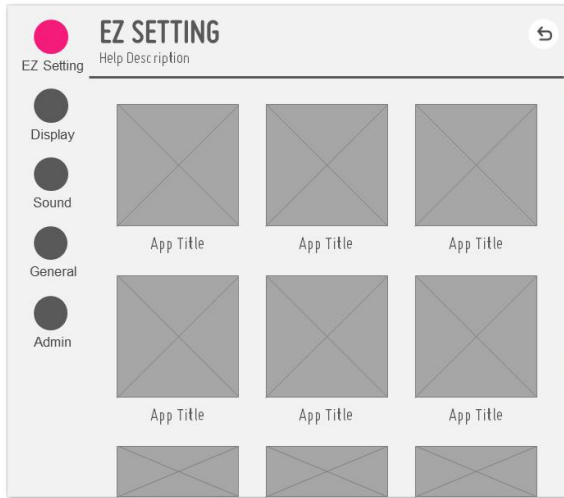 EZ SETTING
Help Description
EZ Setting
Display
Sound
General
Admin
App Title App Title App Title
App Title App Title App Title